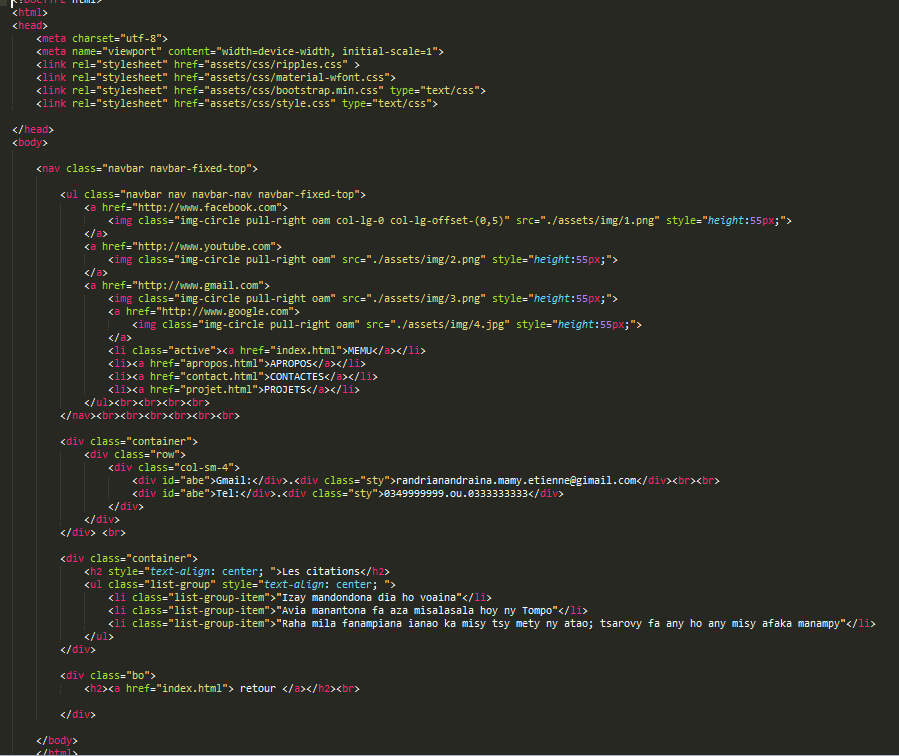 <!DOCTYPE html>
<html>
<head>
<meta charset="utf-8">
<meta name="viewport" content="width=device-width, initial-scale=1">
<link rel="stylesheet" href="assets/css/ripples.css" >
<link rel="stylesheet" href="assets/css/material-wfont.css">
<link rel="stylesheet" href="assets/css/bootstrap.min.css" type="text/css">
<link rel="stylesheet" href="assets/css/style.css" type="text/css">
</head>
<body>
<nav class="navbar navbar-fixed-top">
<ul class="navbar nav navbar-nav navbar-fixed-top">
<a href="http://www.facebook.com">
<img class="img-circle pull-right oam col-lg-0 col-lg-offset-(0,5)" src="./assets/img/1.png" style="height:55px;">
</a>
<a href="http://www.youtube.com">
<img class="img-circle pull-right oam" src="./assets/img/2.png" style="height:55px;">
</a>
<a href="http://www.gmail.com">
<img class="img-circle pull-right oam" src="./assets/img/3.png" style="height:55px;">
<a href="http://www.google.com">
<img class="img-circle pull-right oam" src="./assets/img/4.jpg" style="height:55px;">
</a>
<li class="active"><a href="index.html">MEMU</a></li>
<li><a href="apropos.html">APROPOS</a></li>
<li><a href="contact.html">CONTACTES</a></li>
<li><a href="projet.html">PROJETS</a></li>
</ul><br><br><br><br>
</nav><br><br><br><br><br><br>
<div class="container">
<div class="row">
<div class="col-sm-4">
<div id="abe">Gmail:</div>.<div class="sty">randrianandraina.mamy.etienne@gimail.com</div><br><br>
<div id="abe">Tel:</div>.<div class="sty">0349999999.ou.0333333333</div>
</div>
</div>
</div> <br>
<div class="container">
<h2 style="text-align: center; ">Les citations</h2>
<ul class="list-group" style="text-align: center; ">
<li class="list-group-item">"Izay mandondona dia ho voaina"</li>
<li class="list-group-item">"Avia manantona fa aza misalasala hoy ny Tompo"</li>
<li class="list-group-item">"Raha mila fanampiana ianao ka misy tsy mety ny atao; tsarovy fa any ho any misy afaka manampy"</li>
</ul>
</div>
<div class="bo">
<h2><a href="index.html"> retour </a></h2><br>
</div>
</body>
</html>